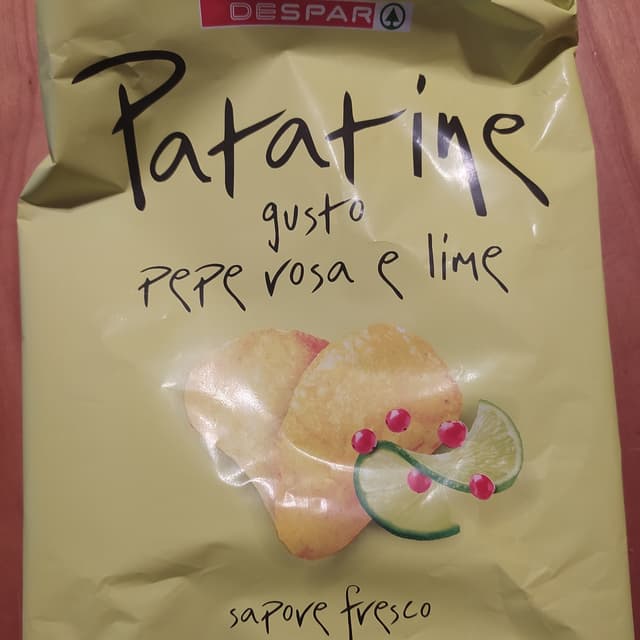 DESPAR
Patatine
gusto
pepe rosa e lime
sapore fresco